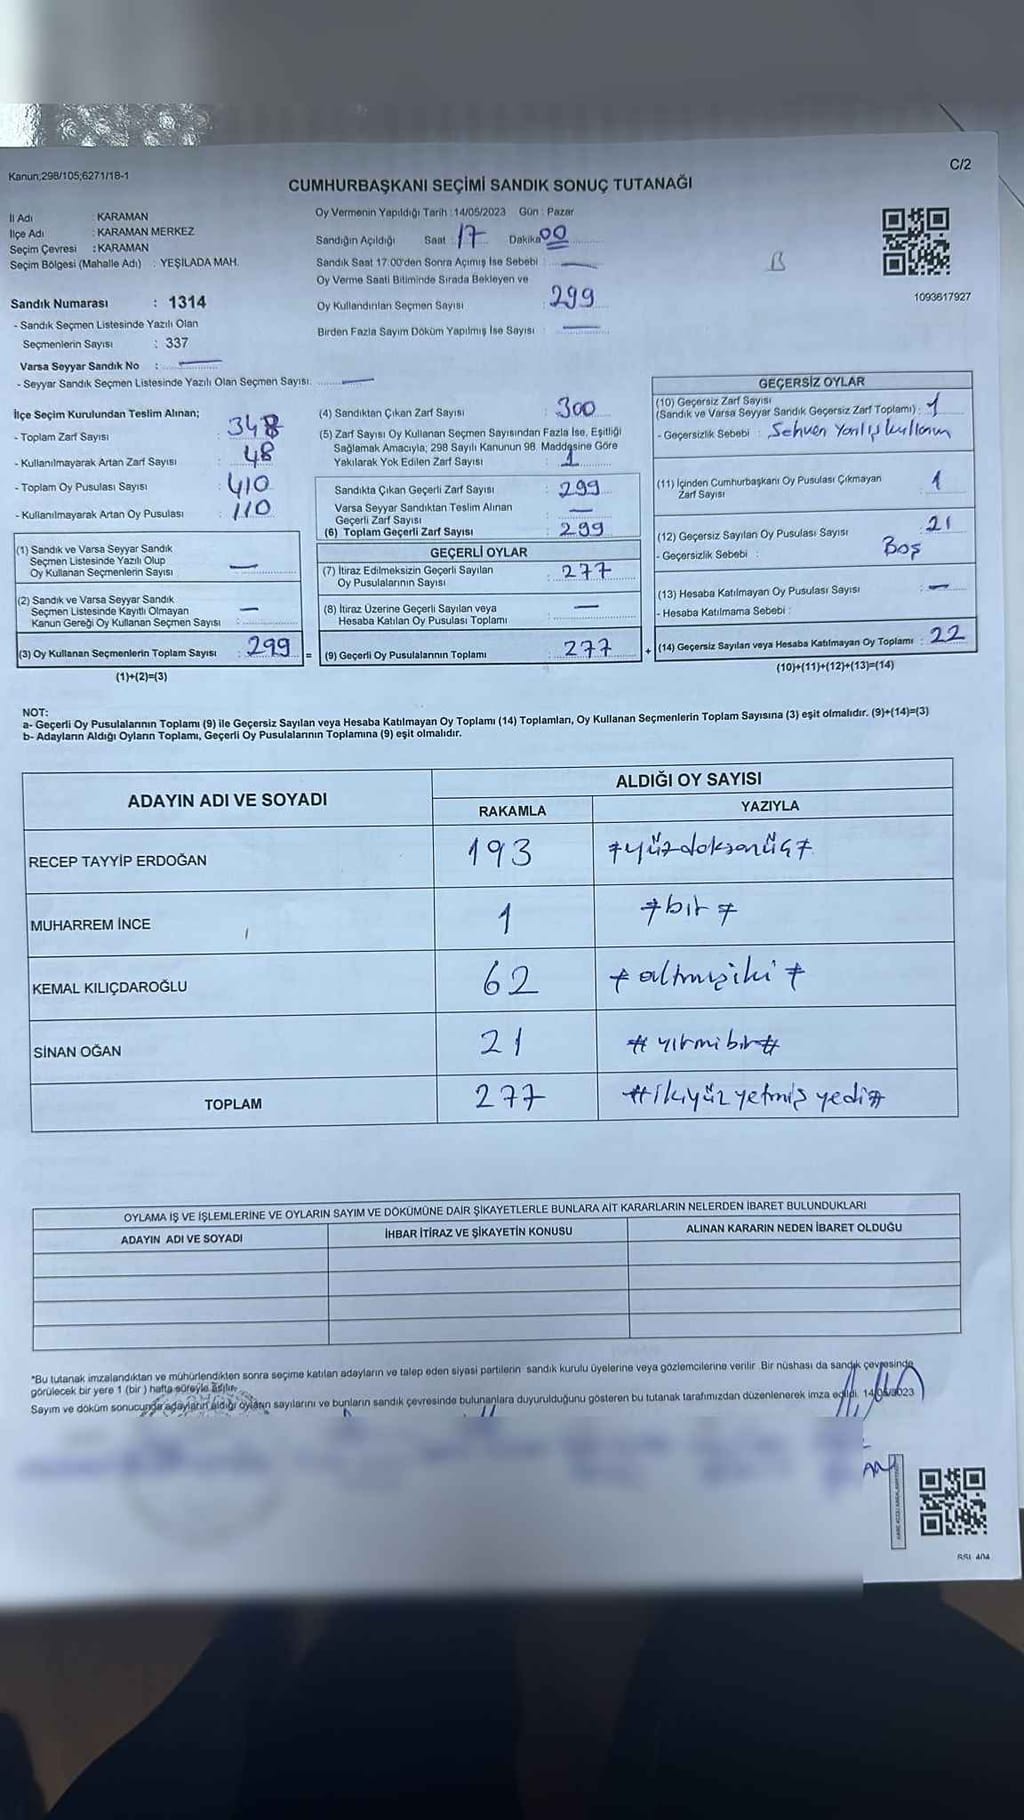 C/2
Kanun;298/105;6271/18-1
CUMHURBAŞKANI SEÇİMİ SANDIK SONUÇ TUTANAĞI
İl Adı : KARAMAN
İlçe Adı : KARAMAN MERKEZ
Seçim Çevresi : KARAMAN
Seçim Bölgesi (Mahalle Adı) : YEŞİLADA MAH.
Sandık Numarası : 1314
- Sandık Seçmen Listesinde Yazılı Olan
Seçmenlerin Sayısı : 337
Varsa Seyyar Sandık No : —
- Seyyar Sandık Seçmen Listesinde Yazılı Olan Seçmen Sayısı: —
Oy Vermenin Yapıldığı Tarih : 14/05/2023 Gün : Pazar
Sandığın Açıldığı Saat : 17 Dakika 00
Sandık Saat 17:00'den Sonra Açımış İse Sebebi : —
Oy Verme Saati Bitiminde Sırada Bekleyen ve
Oy Kullandırılan Seçmen Sayısı : 299
Birden Fazla Sayım Döküm Yapılmış İse Sayısı : —
B
1093617927
İlçe Seçim Kurulundan Teslim Alınan;
- Toplam Zarf Sayısı : 348
- Kullanılmayarak Artan Zarf Sayısı : 48
- Toplam Oy Pusulası Sayısı : 410
- Kullanılmayarak Artan Oy Pusulası : 110
(1) Sandık ve Varsa Seyyar Sandık
Seçmen Listesinde Yazılı Olup
Oy Kullanan Seçmenlerin Sayısı : —
(2) Sandık ve Varsa Seyyar Sandık
Seçmen Listesinde Kayıtlı Olmayan
Kanun Gereği Oy Kullanan Seçmen Sayısı : —
(3) Oy Kullanan Seçmenlerin Toplam Sayısı : 299
(1)+(2)=(3)
=
(4) Sandıktan Çıkan Zarf Sayısı : 300
(5) Zarf Sayısı Oy Kullanan Seçmen Sayısından Fazla İse, Eşitliği
Sağlamak Amacıyla; 298 Sayılı Kanunun 98. Maddesine Göre
Yakılarak Yok Edilen Zarf Sayısı : 1
Sandıkta Çıkan Geçerli Zarf Sayısı : 299
Varsa Seyyar Sandıktan Teslim Alınan
Geçerli Zarf Sayısı : —
(6) Toplam Geçerli Zarf Sayısı : 299
GEÇERLİ OYLAR
(7) İtiraz Edilmeksizin Geçerli Sayılan
Oy Pusulalarının Sayısı : 277
(8) İtiraz Üzerine Geçerli Sayılan veya
Hesaba Katılan Oy Pusulası Toplamı : —
(9) Geçerli Oy Pusulalarının Toplamı : 277
+
GEÇERSİZ OYLAR
(10) Geçersiz Zarf Sayısı
(Sandık ve Varsa Seyyar Sandık Geçersiz Zarf Toplamı) : 1
- Geçersizlik Sebebi : Sehven Yanlış kullanım
(11) İçinden Cumhurbaşkanı Oy Pusulası Çıkmayan
Zarf Sayısı : 1
(12) Geçersiz Sayılan Oy Pusulası Sayısı : 21
- Geçersizlik Sebebi : Boş
(13) Hesaba Katılmayan Oy Pusulası Sayısı : —
- Hesaba Katılmama Sebebi :
(14) Geçersiz Sayılan veya Hesaba Katılmayan Oy Toplamı : 22
(10)+(11)+(12)+(13)=(14)
NOT:
a- Geçerli Oy Pusulalarının Toplamı (9) ile Geçersiz Sayılan veya Hesaba Katılmayan Oy Toplamı (14) Toplamları, Oy Kullanan Seçmenlerin Toplam Sayısına (3) eşit olmalıdır. (9)+(14)=(3)
b- Adayların Aldığı Oyların Toplamı, Geçerli Oy Pusulalarının Toplamına (9) eşit olmalıdır.
ADAYIN ADI VE SOYADI ALDIĞI OY SAYISI
RAKAMLA YAZIYLA
RECEP TAYYİP ERDOĞAN 193 #yüzdoksanüç#
MUHARREM İNCE 1 #bir#
KEMAL KILIÇDAROĞLU 62 #altmışiki#
SİNAN OĞAN 21 #yirmibir#
TOPLAM 277 #ikiyüzyetmişyedi#
OYLAMA İŞ VE İŞLEMLERİNE VE OYLARIN SAYIM VE DÖKÜMÜNE DAİR ŞİKAYETLERLE BUNLARA AİT KARARLARIN NELERDEN İBARET BULUNDUKLARI
ADAYIN ADI VE SOYADI İHBAR İTİRAZ VE ŞİKAYETİN KONUSU ALINAN KARARIN NEDEN İBARET OLDUĞU
*Bu tutanak imzalandıktan ve mühürlendikten sonra seçime katılan adayların ve talep eden siyasi partilerin sandık kurulu üyelerine veya gözlemcilerine verilir. Bir nüshası da sandık çevresinde
görülecek bir yere 1 (bir) hafta süreyle asılır.
Sayım ve döküm sonucunda adayların aldığı oyların sayılarını ve bunların sandık çevresinde bulunanlara duyurulduğunu gösteren bu tutanak tarafımızdan düzenlenerek imza edildi. 14/05/2023